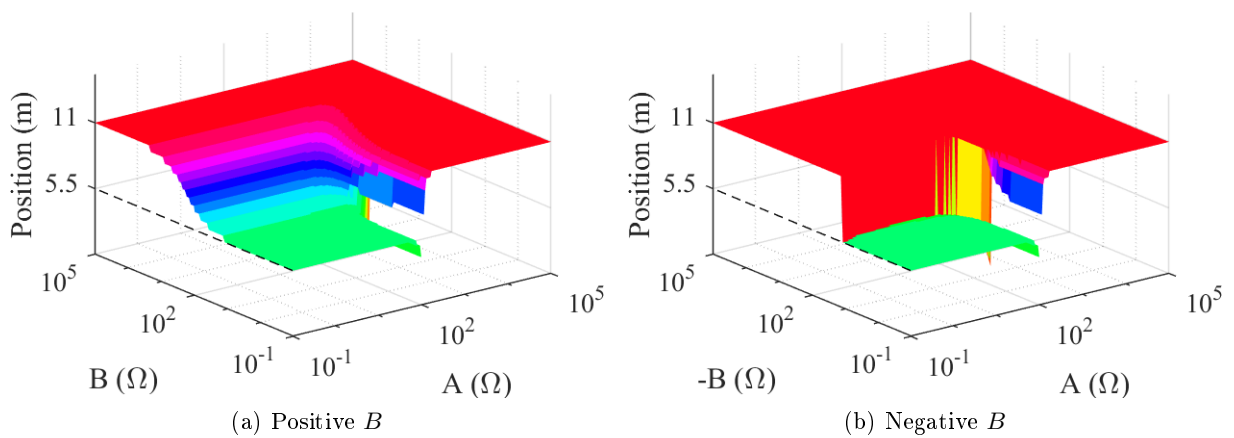 Position (m)
11
5.5
10^5
10^2
10^-1
B (Ω)
10^-1
10^2
10^5
A (Ω)
(a) Positive B
Position (m)
11
5.5
10^5
10^2
10^-1
-B (Ω)
10^-1
10^2
10^5
A (Ω)
(b) Negative B